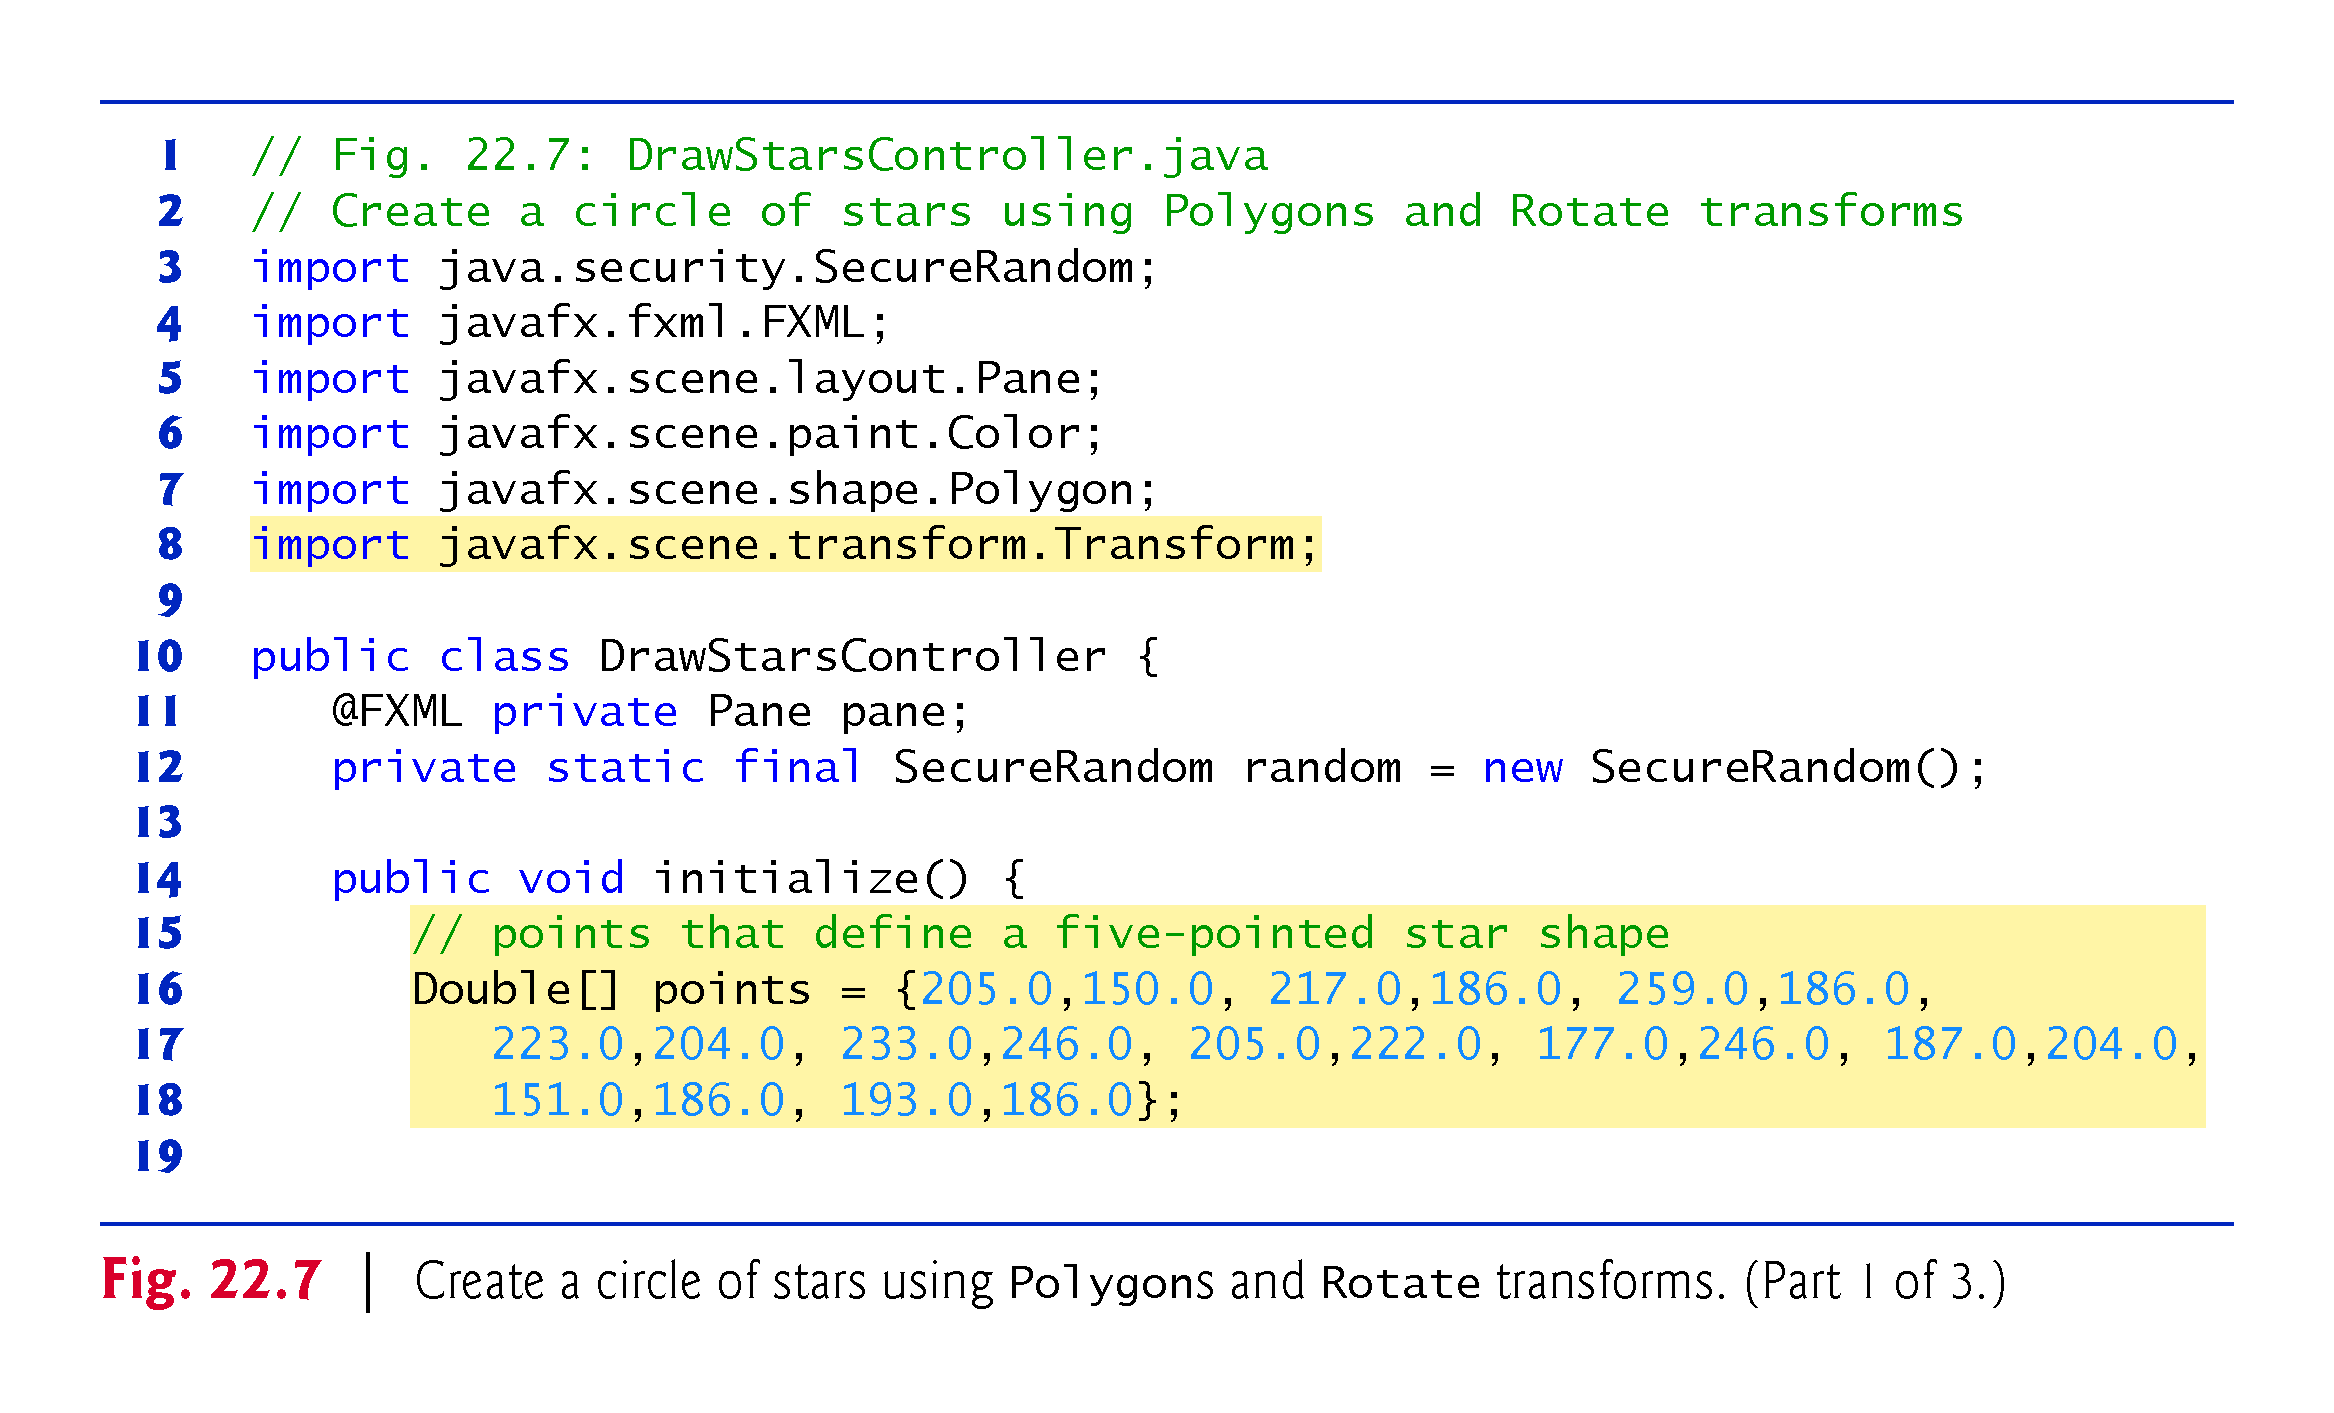 1 // Fig. 22.7: DrawStarsController.java
2 // Create a circle of stars using Polygons and Rotate transforms
3 import java.security.SecureRandom;
4 import javafx.fxml.FXML;
5 import javafx.scene.layout.Pane;
6 import javafx.scene.paint.Color;
7 import javafx.scene.shape.Polygon;
8 import javafx.scene.transform.Transform;
9
10 public class DrawStarsController {
11    @FXML private Pane pane;
12    private static final SecureRandom random = new SecureRandom();
13
14    public void initialize() {
15       // points that define a five-pointed star shape
16       Double[] points = {205.0,150.0, 217.0,186.0, 259.0,186.0,
17          223.0,204.0, 233.0,246.0, 205.0,222.0, 177.0,246.0, 187.0,204.0,
18          151.0,186.0, 193.0,186.0};
19
Fig. 22.7 | Create a circle of stars using Polygons and Rotate transforms. (Part 1 of 3.)